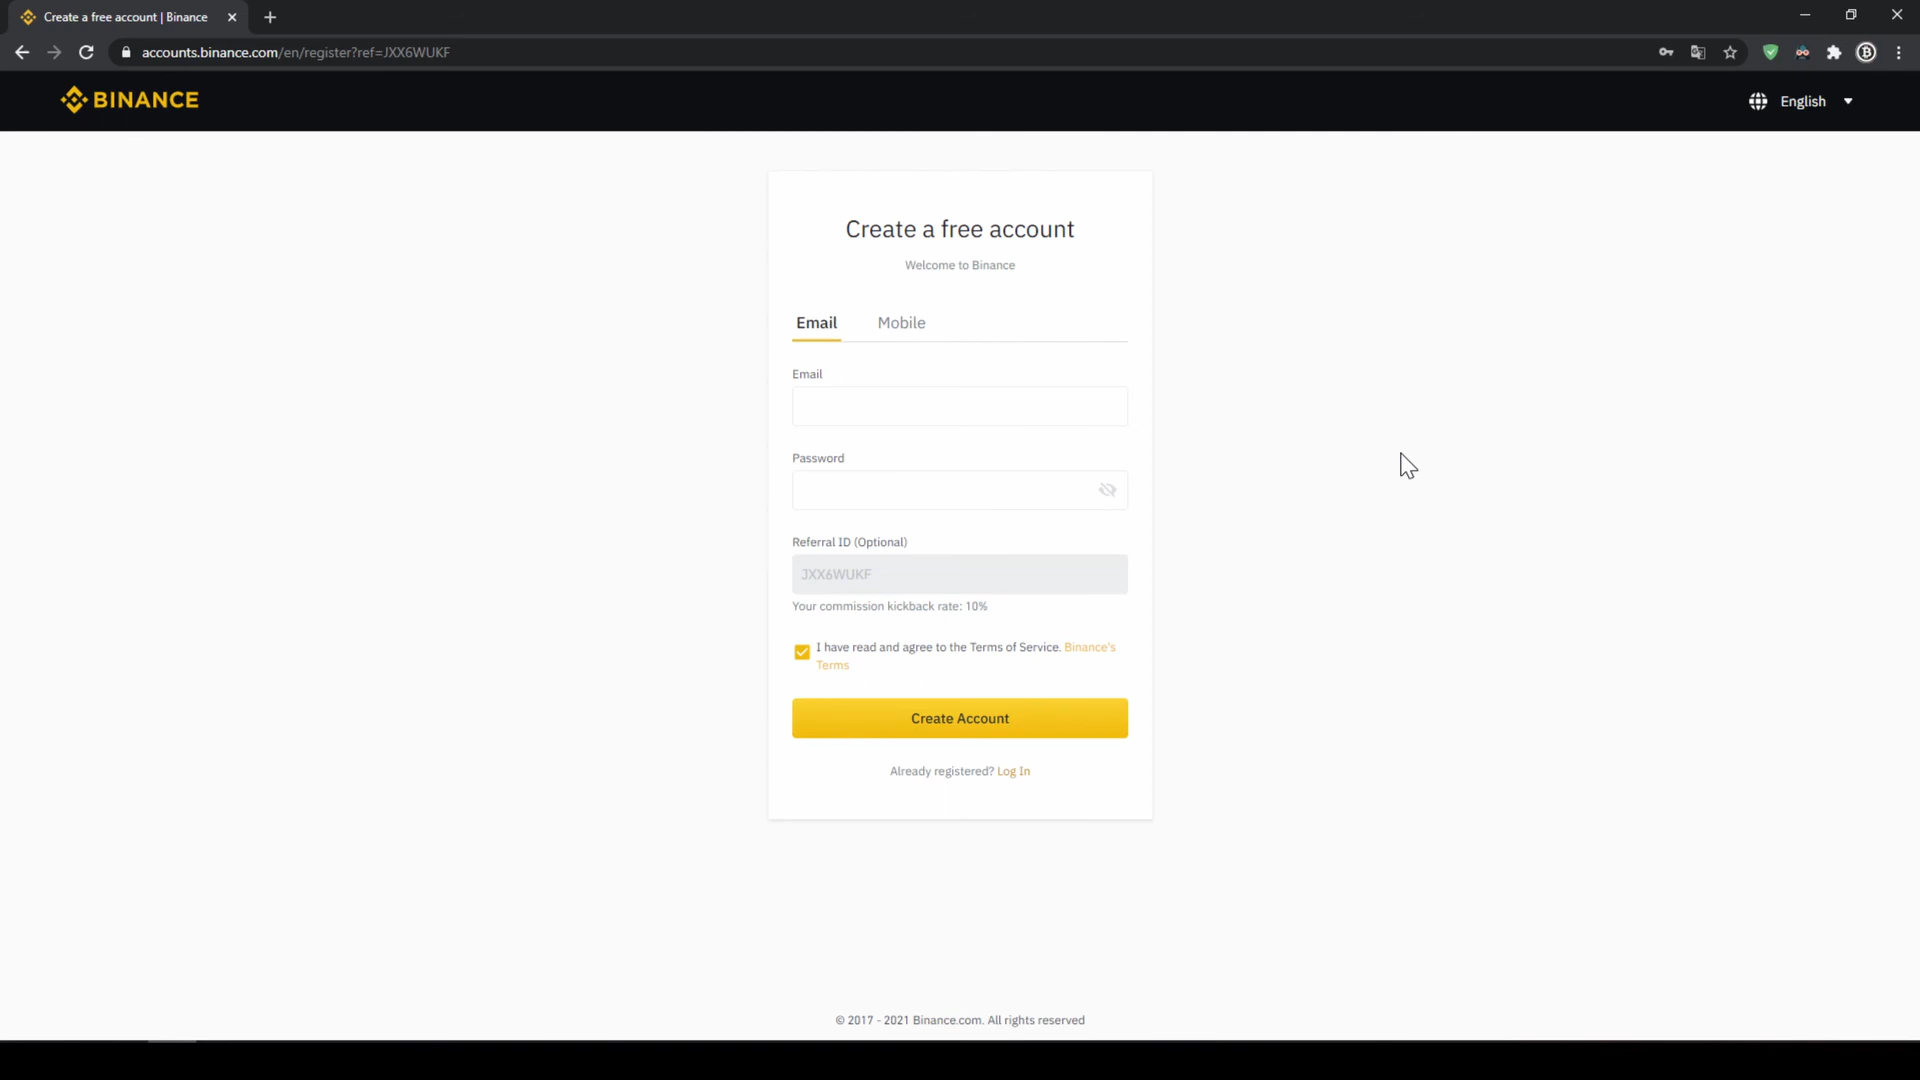 Create a free account | Binance
accounts.binance.com/en/register?ref=JXX6WUKF
BINANCE
English
Create a free account
Welcome to Binance
Email Mobile
Email
Password
Referral ID (Optional)
JXX6WUKF
Your commission kickback rate: 10%
I have read and agree to the Terms of Service. Binance's
Terms
Create Account
Already registered? Log In
© 2017 - 2021 Binance.com. All rights reserved